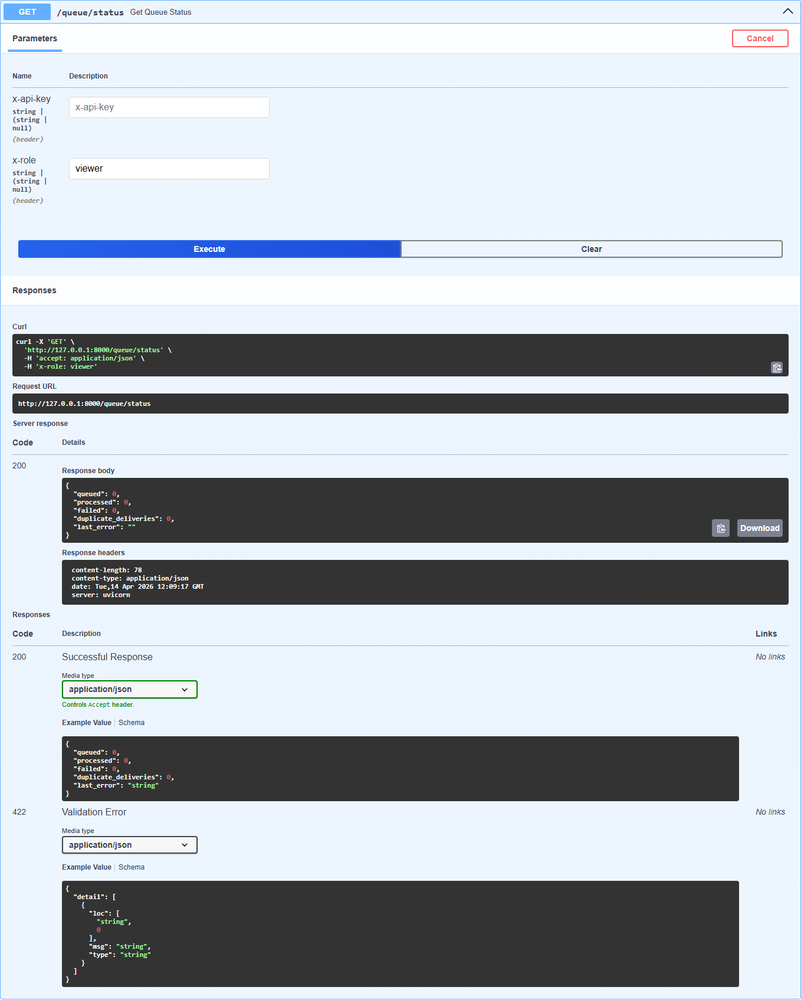 GET /queue/status Get Queue Status
Parameters
Cancel
Name Description
x-api-key
string |
(string |
null)
(header)
x-api-key
x-role
string |
(string |
null)
(header)
viewer
Execute
Clear
Responses
Curl
curl -X 'GET' \
  'http://127.0.0.1:8000/queue/status' \
  -H 'accept: application/json' \
  -H 'x-role: viewer'
Request URL
http://127.0.0.1:8000/queue/status
Server response
Code Details
200
Response body
{
  "queued": 0,
  "processed": 0,
  "failed": 0,
  "duplicate_deliveries": 0,
  "last_error": ""
}
Download
Response headers
content-length: 78
content-type: application/json
date: Tue,14 Apr 2026 12:09:17 GMT
server: uvicorn
Responses
Code Description Links
200 Successful Response No links
Media type
application/json
Controls Accept header.
Example Value Schema
{
  "queued": 0,
  "processed": 0,
  "failed": 0,
  "duplicate_deliveries": 0,
  "last_error": "string"
}
422 Validation Error No links
Media type
application/json
Example Value Schema
{
  "detail": [
    {
      "loc": [
        "string",
        0
      ],
      "msg": "string",
      "type": "string"
    }
  ]
}